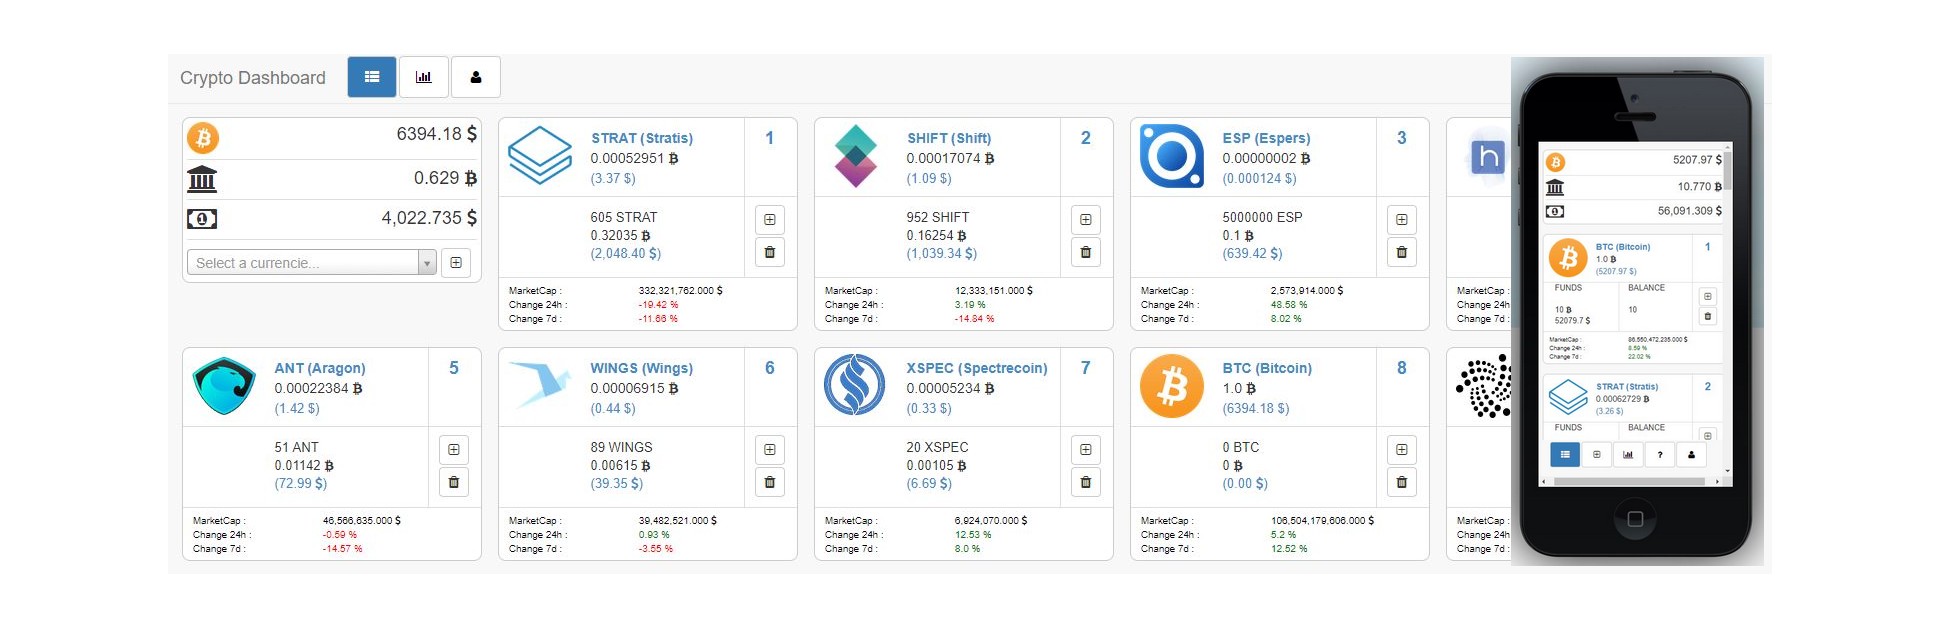 Crypto Dashboard
6394.18 $
0.629 ₿
4,022.735 $
Select a currencie...
STRAT (Stratis)
1
0.00052951 ₿
(3.37 $)
605 STRAT
0.32035 ₿
(2,048.40 $)
MarketCap : 332,321,762.000 $
Change 24h : -19.42 %
Change 7d : -11.66 %
SHIFT (Shift)
2
0.00017074 ₿
(1.09 $)
952 SHIFT
0.16254 ₿
(1,039.34 $)
MarketCap : 12,333,151.000 $
Change 24h : 3.19 %
Change 7d : -14.84 %
ESP (Espers)
3
0.00000002 ₿
(0.000124 $)
5000000 ESP
0.1 ₿
(639.42 $)
MarketCap : 2,573,914.000 $
Change 24h : 48.58 %
Change 7d : 8.02 %
h
MarketCap
Change 24h
Change 7d :
ANT (Aragon)
5
0.00022384 ₿
(1.42 $)
51 ANT
0.01142 ₿
(72.99 $)
MarketCap : 46,566,635.000 $
Change 24h : -0.59 %
Change 7d : -14.57 %
WINGS (Wings)
6
0.00006915 ₿
(0.44 $)
89 WINGS
0.00615 ₿
(39.35 $)
MarketCap : 39,482,521.000 $
Change 24h : 0.93 %
Change 7d : -3.55 %
XSPEC (Spectrecoin)
7
0.00005234 ₿
(0.33 $)
20 XSPEC
0.00105 ₿
(6.69 $)
MarketCap : 6,924,070.000 $
Change 24h : 12.53 %
Change 7d : 8.0 %
BTC (Bitcoin)
8
1.0 ₿
(6394.18 $)
0 BTC
0 ₿
(0.00 $)
MarketCap : 106,504,179,606.000 $
Change 24h : 5.2 %
Change 7d : 12.52 %
MarketCap
Change 24h
Change 7d :
5207.97 $
10.770 ₿
56,091.309 $
BTC (Bitcoin)
1
1.0 ₿
(5207.97 $)
FUNDS BALANCE
10 ₿ 10
52079.7 $
MarketCap : 86,550,472,235.000 $
Change 24h : 8.59 %
Change 7d : 22.02 %
STRAT (Stratis)
2
0.00062729 ₿
(3.26 $)
FUNDS BALANCE
?